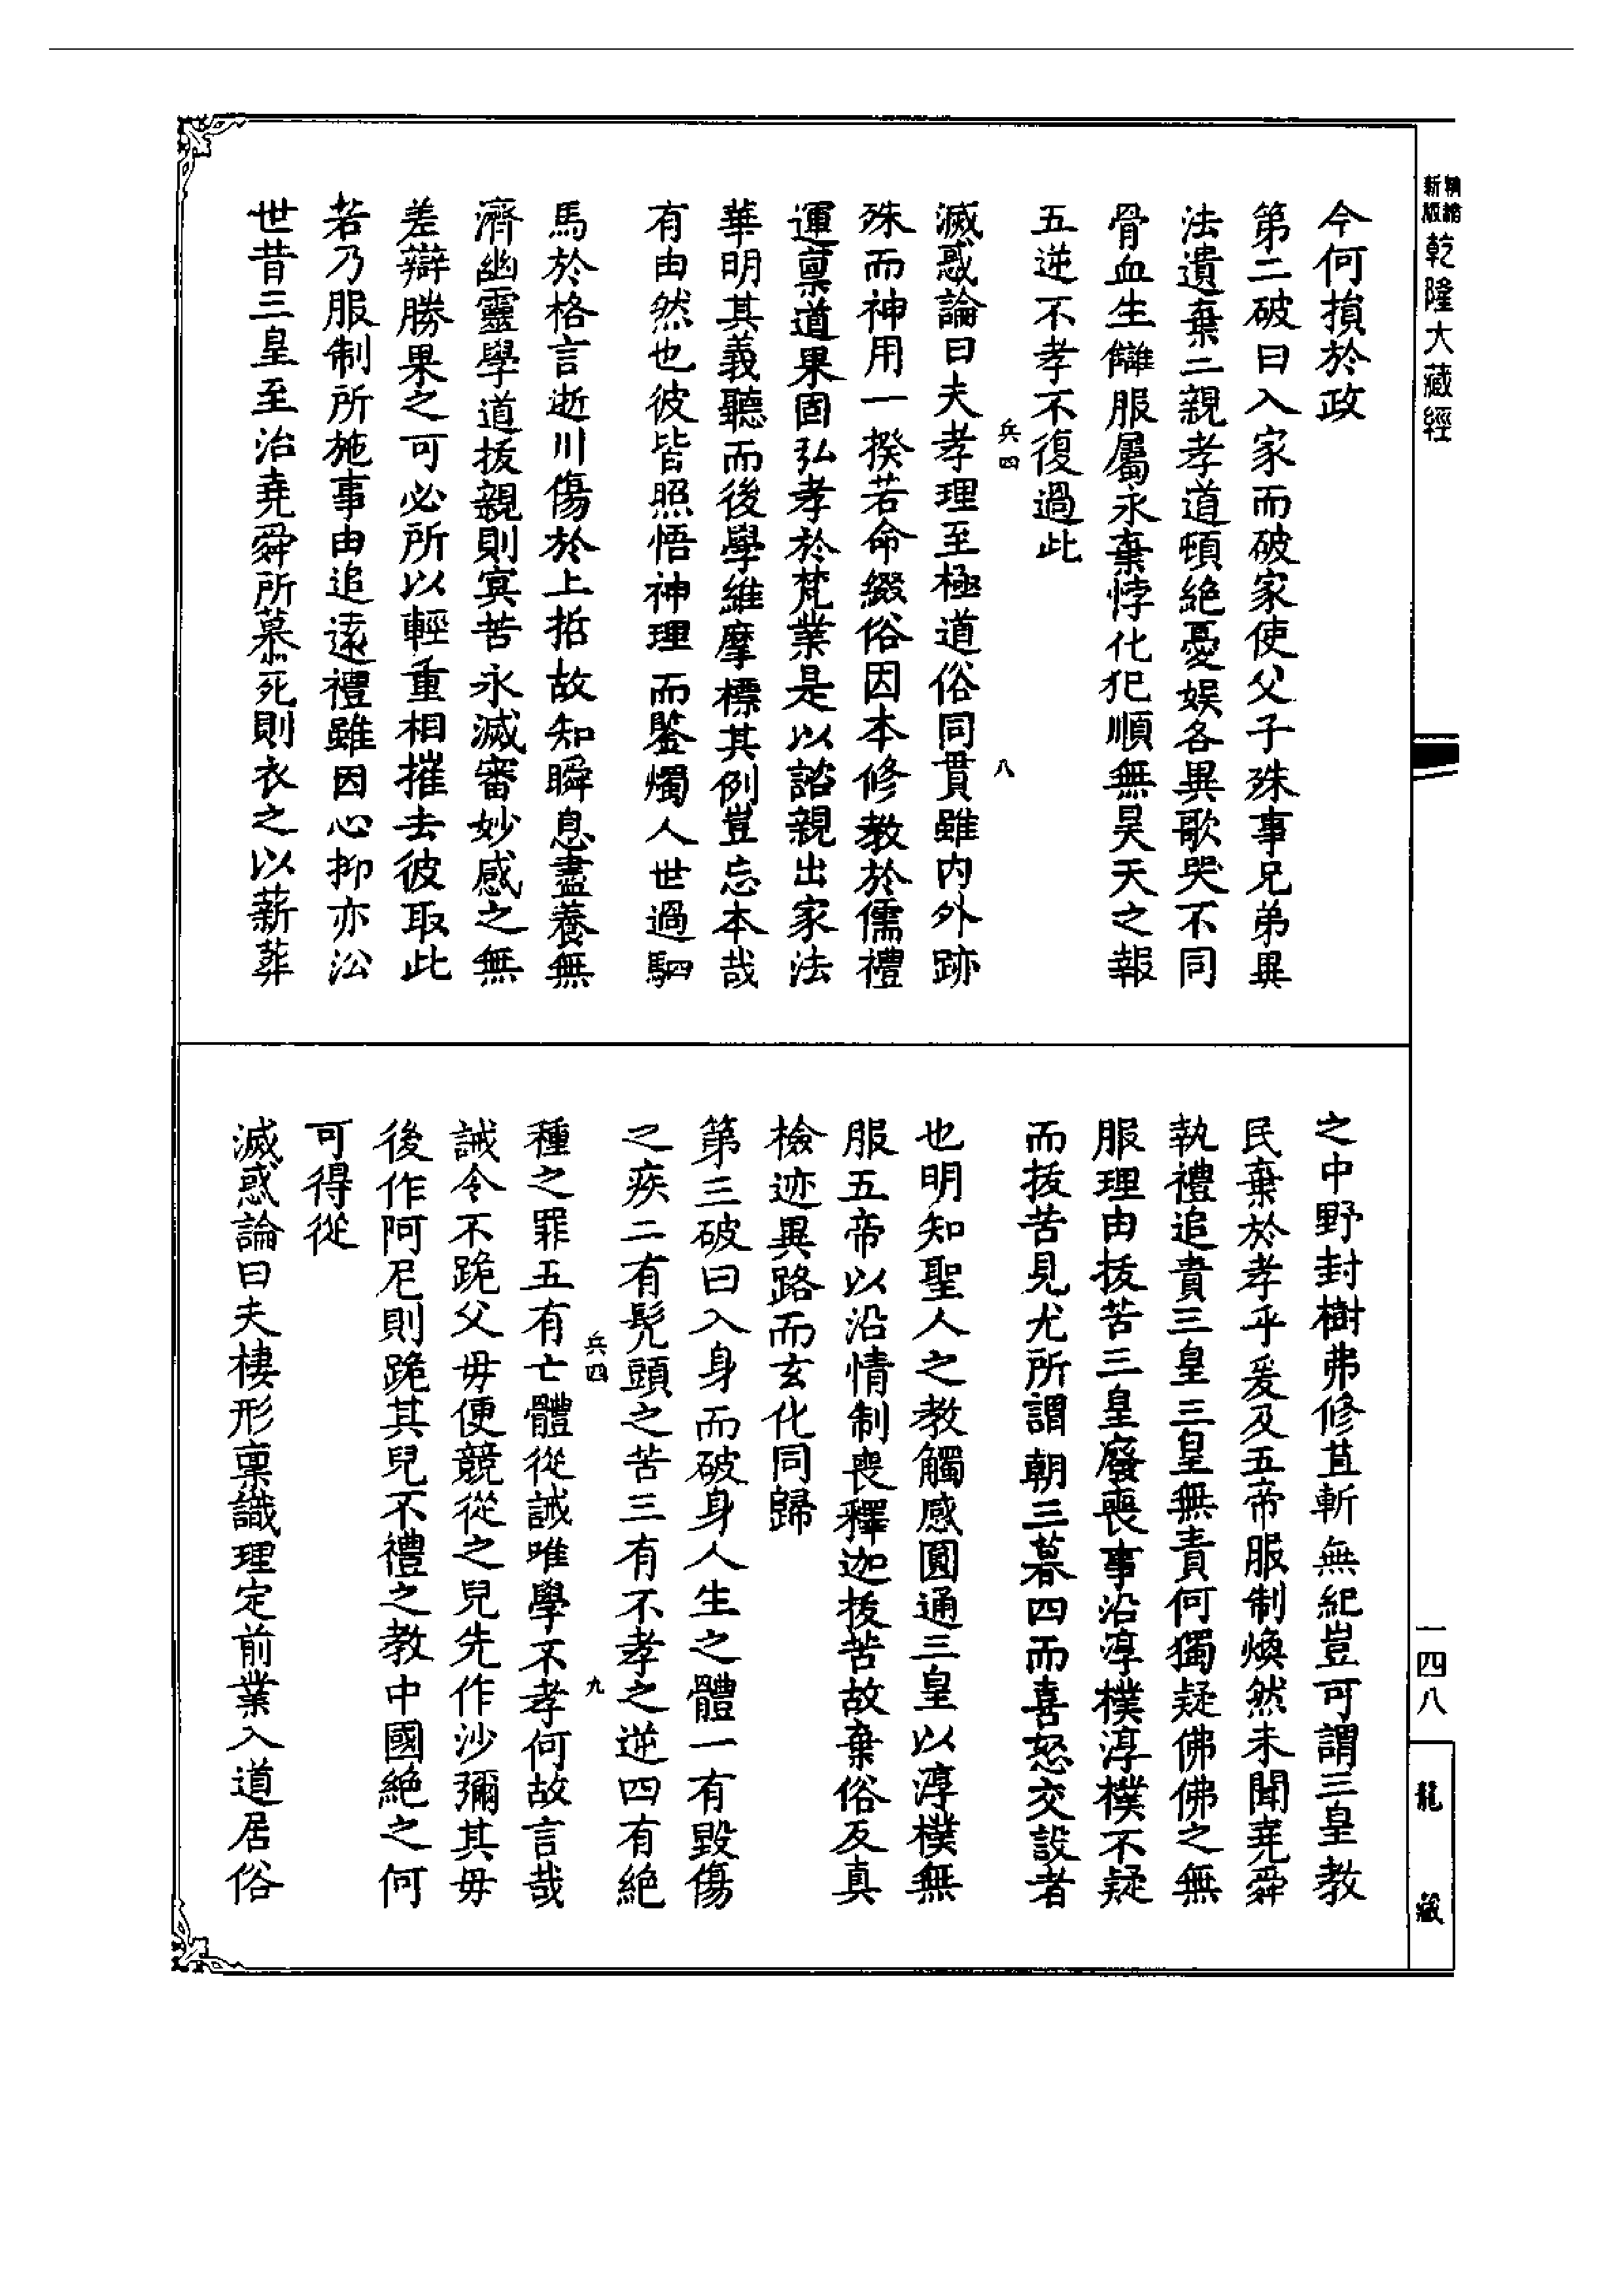 精縮新版乾隆大藏經
今何損於政
第二破曰入家而破家使父子殊事兄弟異
法遺棄二親孝道頓絕憂娛各異歌哭不同
骨血生讎服屬永棄悖化犯順無昊天之報
五逆不孝不復過此
兵四 八
滅惑論曰夫孝理至極道俗同貫雖內外跡
殊而神用一揆若命綴俗因本修教於儒禮
運稟道果固弘孝於梵業是以諮親出家法
華明其義聽而後學維摩標其例豈忘本哉
有由然也彼皆照悟神理而鑒燭人世過駟
馬於格言逝川傷於上哲故知瞬息盡養無
濟幽靈學道拔親則冥苦永滅審妙感之無
差辯勝果之可必所以輕重相摧去彼取此
若乃服制所施事由追遠禮雖因心抑亦沿
世昔三皇至治堯舜所慕死則衣之以薪葬
之中野封樹弗修苴斬無紀豈可謂三皇教
民棄於孝乎爰及五帝服制煥然未聞堯舜
執禮追責三皇三皇無責何獨疑佛佛之無
服理由拔苦三皇廢喪事沿淳樸淳樸不疑
而拔苦見尤所謂朝三暮四而喜怒交設者
也明知聖人之教觸感圓通三皇以淳樸無
服五帝以沿情制喪釋迦拔苦故棄俗反真
檢迹異路而玄化同歸
第三破曰入身而破身人生之體一有毀傷
之疾二有髡頭之苦三有不孝之逆四有絕
兵四 九
種之罪五有亡體從誡唯學不孝何故言哉
誡令不跪父母便競從之兒先作沙彌其母
後作阿尼則跪其兒不禮之教中國絕之何
可得從
滅惑論曰夫棲形稟識理定前業入道居俗
一四八
龍藏